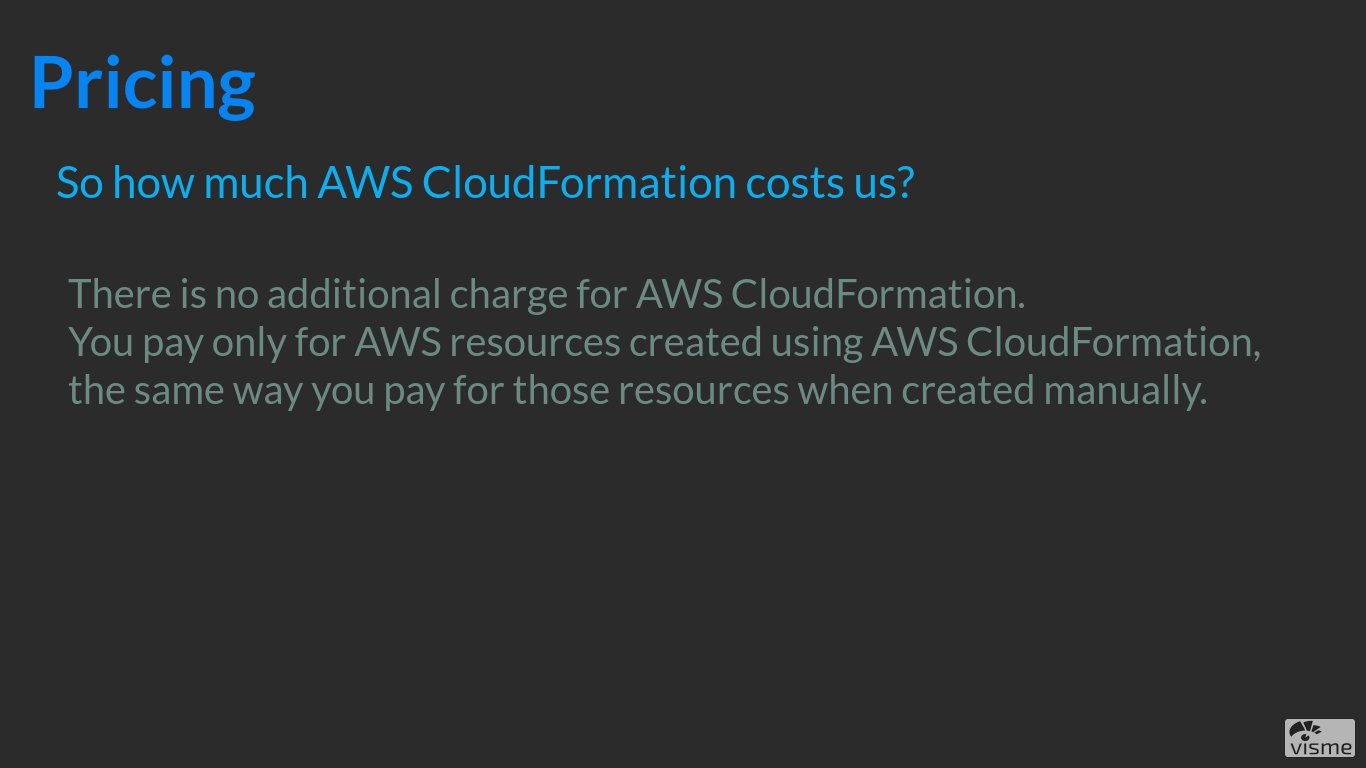 Pricing
So how much AWS CloudFormation costs us?
There is no additional charge for AWS CloudFormation.
You pay only for AWS resources created using AWS CloudFormation,
the same way you pay for those resources when created manually.
visme